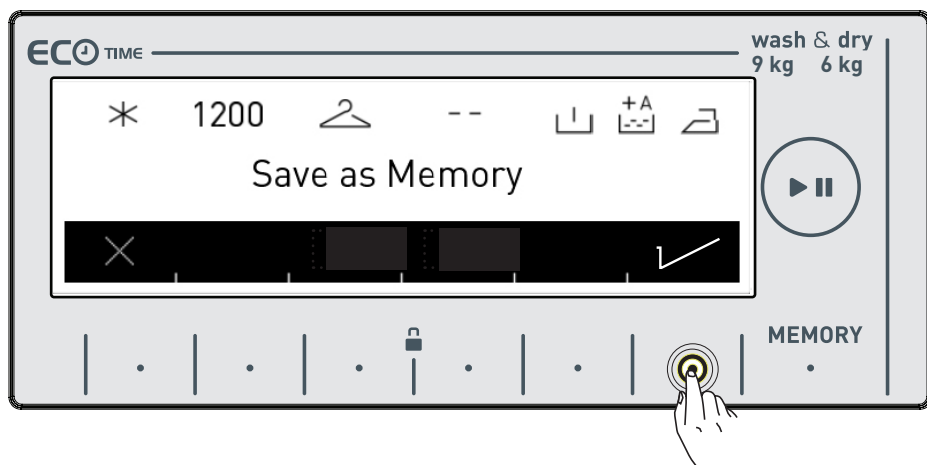 ECO TIME
wash & dry
9 kg 6 kg
1200 - -
+A
Save as Memory
MEMORY